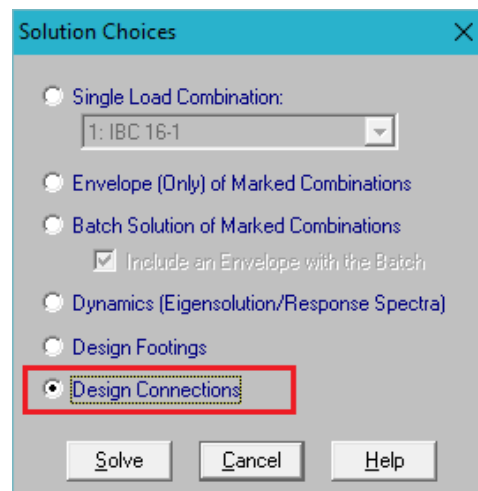 Solution Choices
Single Load Combination:
1: IBC 16-1
Envelope (Only) of Marked Combinations
Batch Solution of Marked Combinations
Include an Envelope with the Batch
Dynamics (Eigensolution/Response Spectra)
Design Footings
Design Connections
Solve Cancel Help